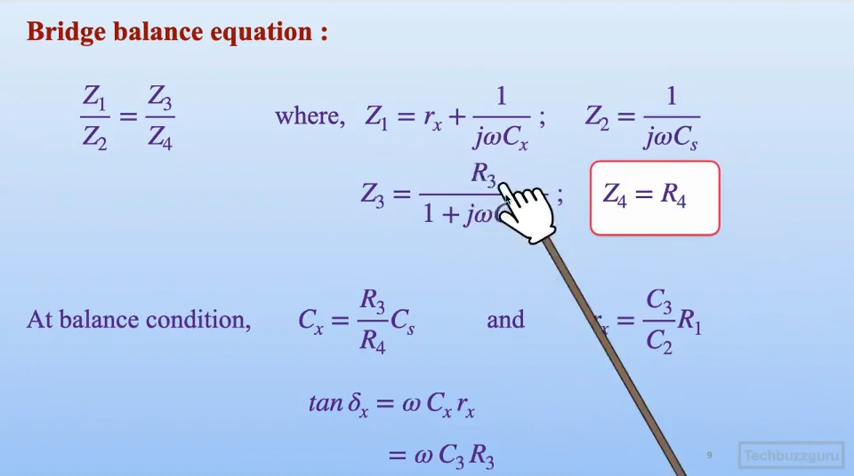 Bridge balance equation :
Z₁/Z₂ = Z₃/Z₄ where, Z₁ = rₓ + 1/(jωCₓ) ; Z₂ = 1/(jωCₛ)
Z₃ = R₃/(1 + jω ; Z₄ = R₄
At balance condition, Cₓ = (R₃/R₄)Cₛ and = (C₃/C₂)R₁
tan δₓ = ω Cₓ rₓ
= ω C₃ R₃
9
Techbuzzguru